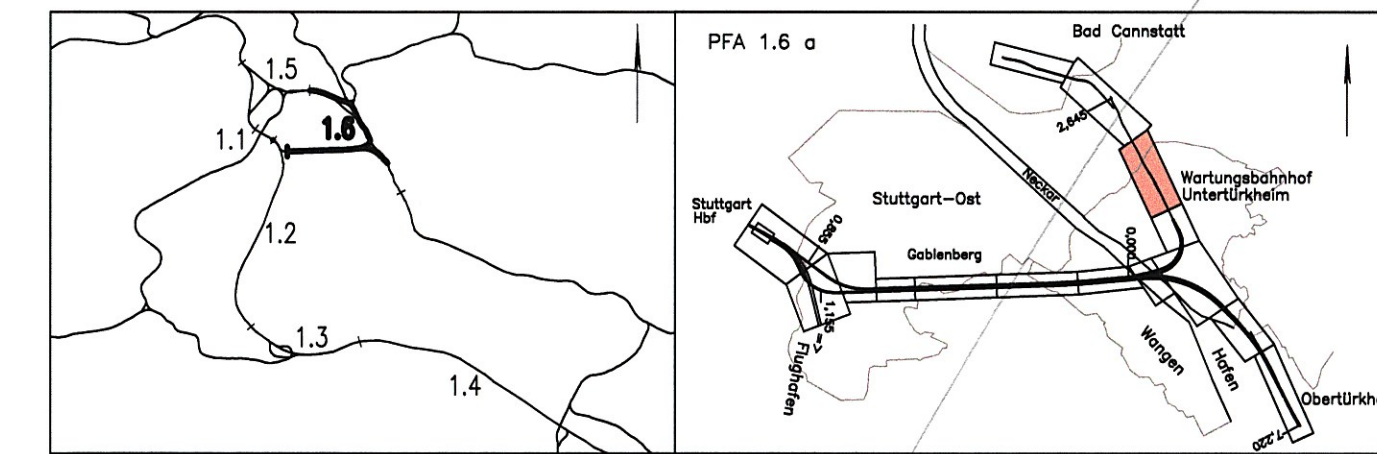 1.5
1.6
1.1
1.2
1.3
1.4
PFA 1.6 a
Bad Cannstatt
2,645
Neckar
Wartungsbahnhof
Untertürkheim
Stuttgart
Hbf
Stuttgart-Ost
0,855
Gablenberg
0,000
1,155 =>
Flughafen
Wangen
Hafen
Obertürkhe
7,220